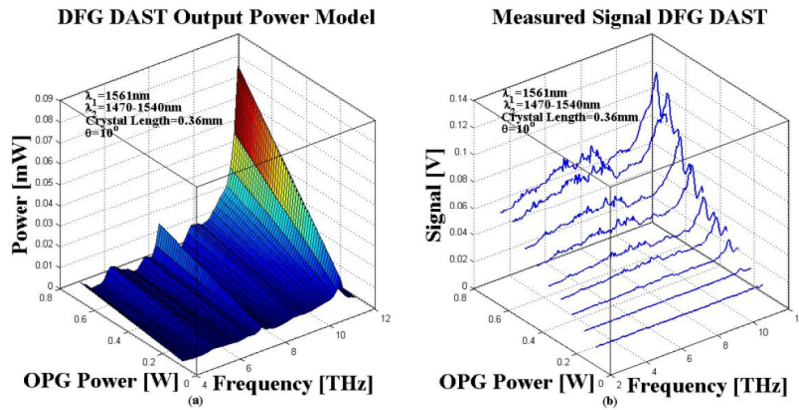 DFG DAST Output Power Model
λ1=1561nm
λ2=1470-1540nm
Crystal Length=0.36mm
θ=10°
Power [mW]
0.09
0.08
0.07
0.06
0.05
0.04
0.03
0.02
0.01
0
0.8
0.6
0.4
0.2
0
4
6
8
10
12
OPG Power [W]
Frequency [THz]
(a)
Measured Signal DFG DAST
λ1=1561nm
λ2=1470-1540nm
Crystal Length=0.36mm
θ=10°
Signal [V]
0.14
0.12
0.1
0.08
0.06
0.04
0.02
0
0.8
0.6
0.4
0.2
0
2
4
6
8
10
1
OPG Power [W]
Frequency [THz]
(b)